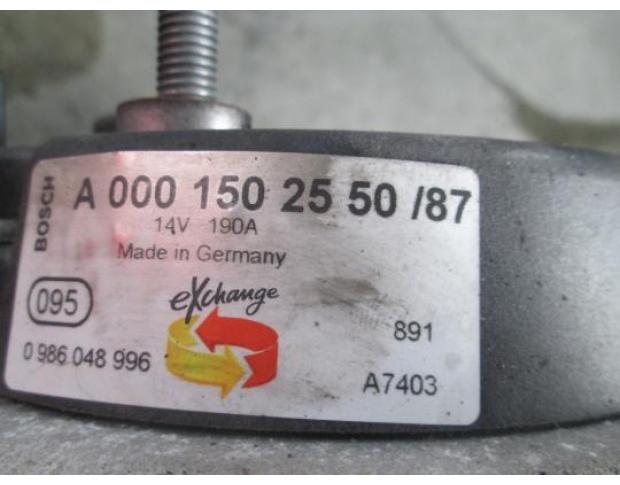 BOSCH
A 000 150 25 50 /87
14V 190A
Made in Germany
095
eXchange
891
0 986 048 996
A7403